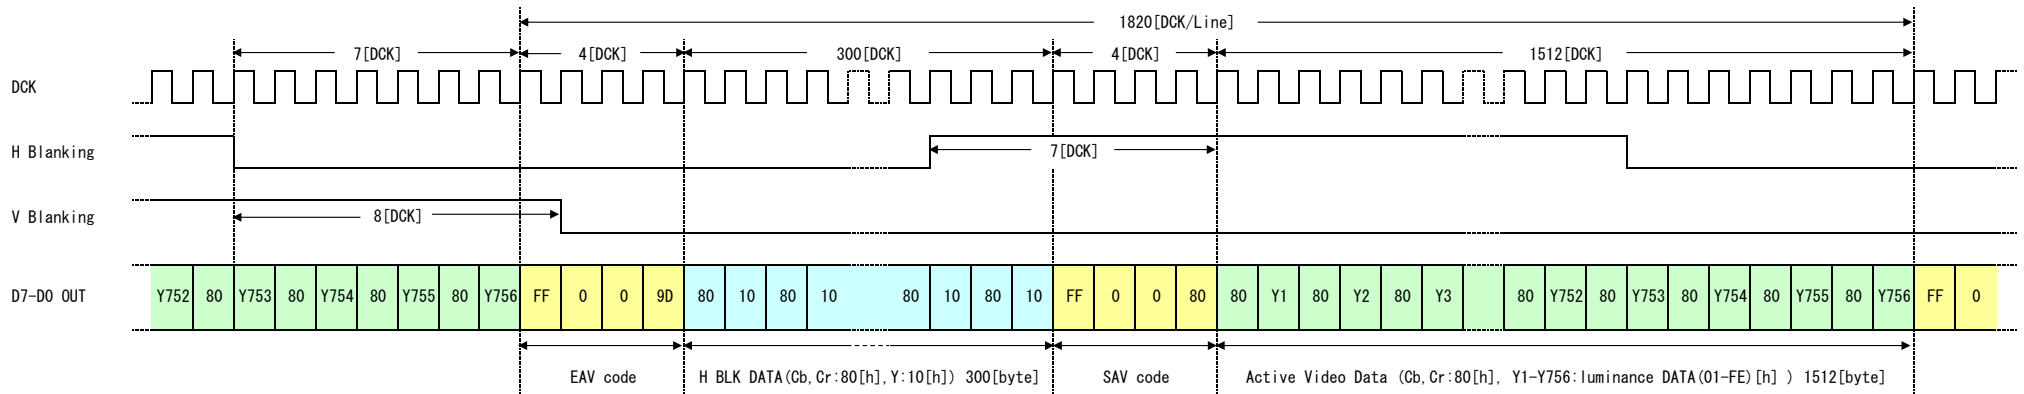 1820[DCK/Line]
7[DCK] 4[DCK] 300[DCK] 4[DCK] 1512[DCK]
DCK
H Blanking 7[DCK]
V Blanking 8[DCK]
D7-D0 OUT Y752 80 Y753 80 Y754 80 Y755 80 Y756 FF 0 0 9D 80 10 80 10 80 10 80 10 FF 0 0 80 80 Y1 80 Y2 80 Y3 80 Y752 80 Y753 80 Y754 80 Y755 80 Y756 FF 0
EAV code H BLK DATA(Cb,Cr:80[h],Y:10[h]) 300[byte] SAV code Active Video Data (Cb,Cr:80[h], Y1-Y756:luminance DATA(01-FE)[h] ) 1512[byte]